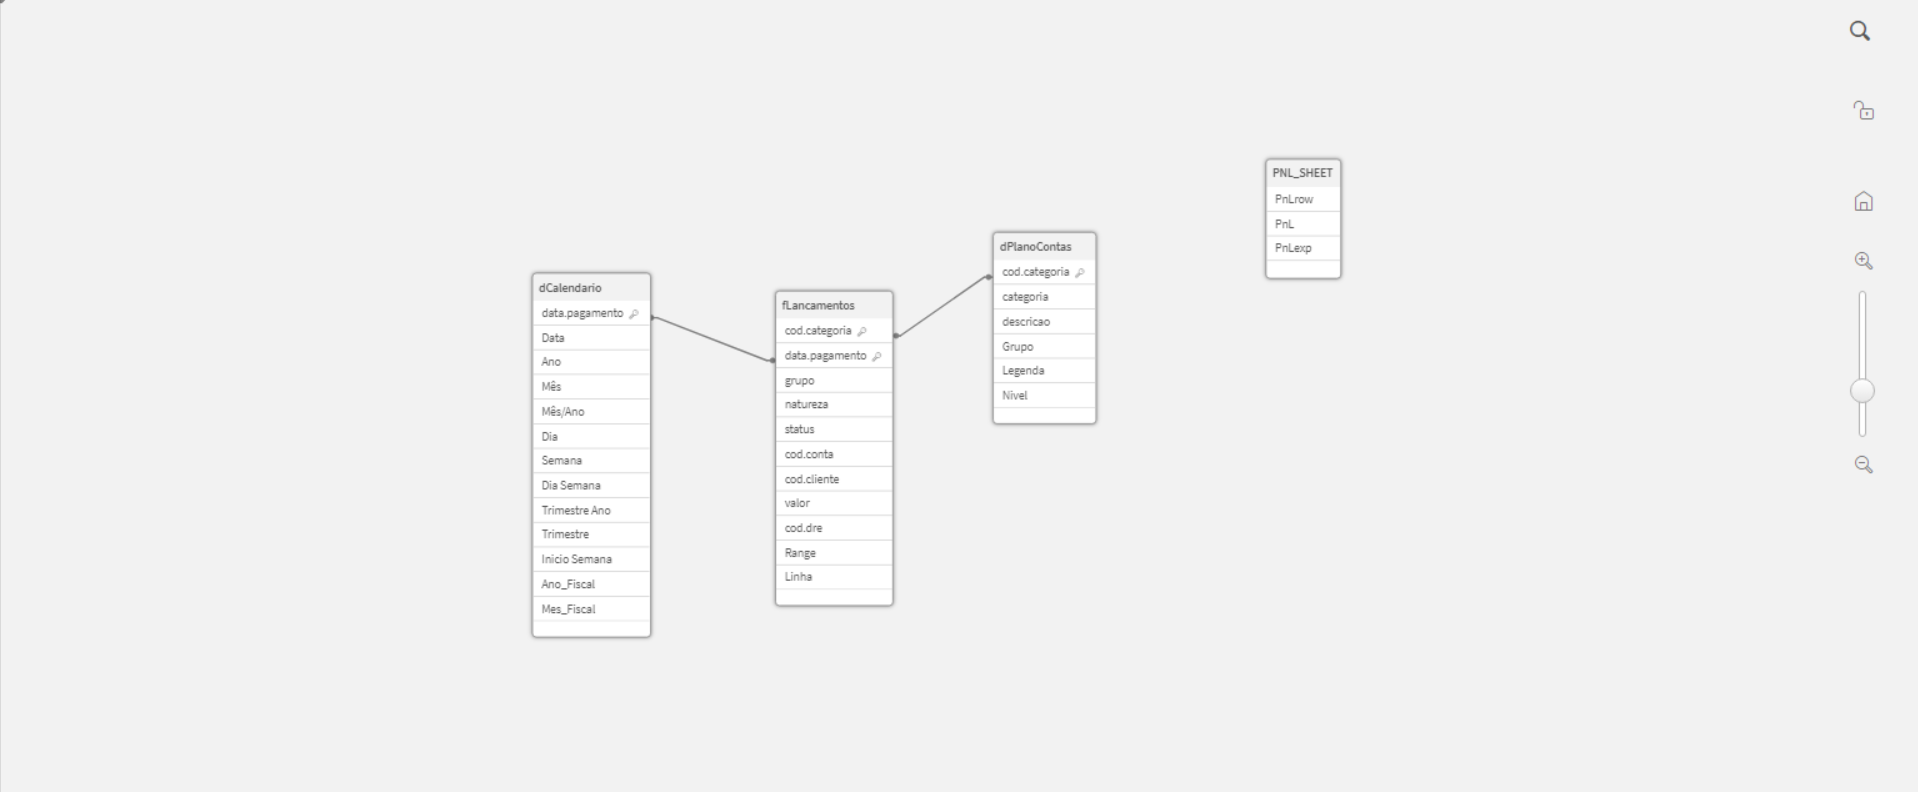 dCalendario
data.pagamento
Data
Ano
Mês
Mês/Ano
Dia
Semana
Dia Semana
Trimestre Ano
Trimestre
Inicio Semana
Ano_Fiscal
Mes_Fiscal
fLancamentos
cod.categoria
data.pagamento
grupo
natureza
status
cod.conta
cod.cliente
valor
cod.dre
Range
Linha
dPlanoContas
cod.categoria
categoria
descricao
Grupo
Legenda
Nivel
PNL_SHEET
PnLrow
PnL
PnLexp